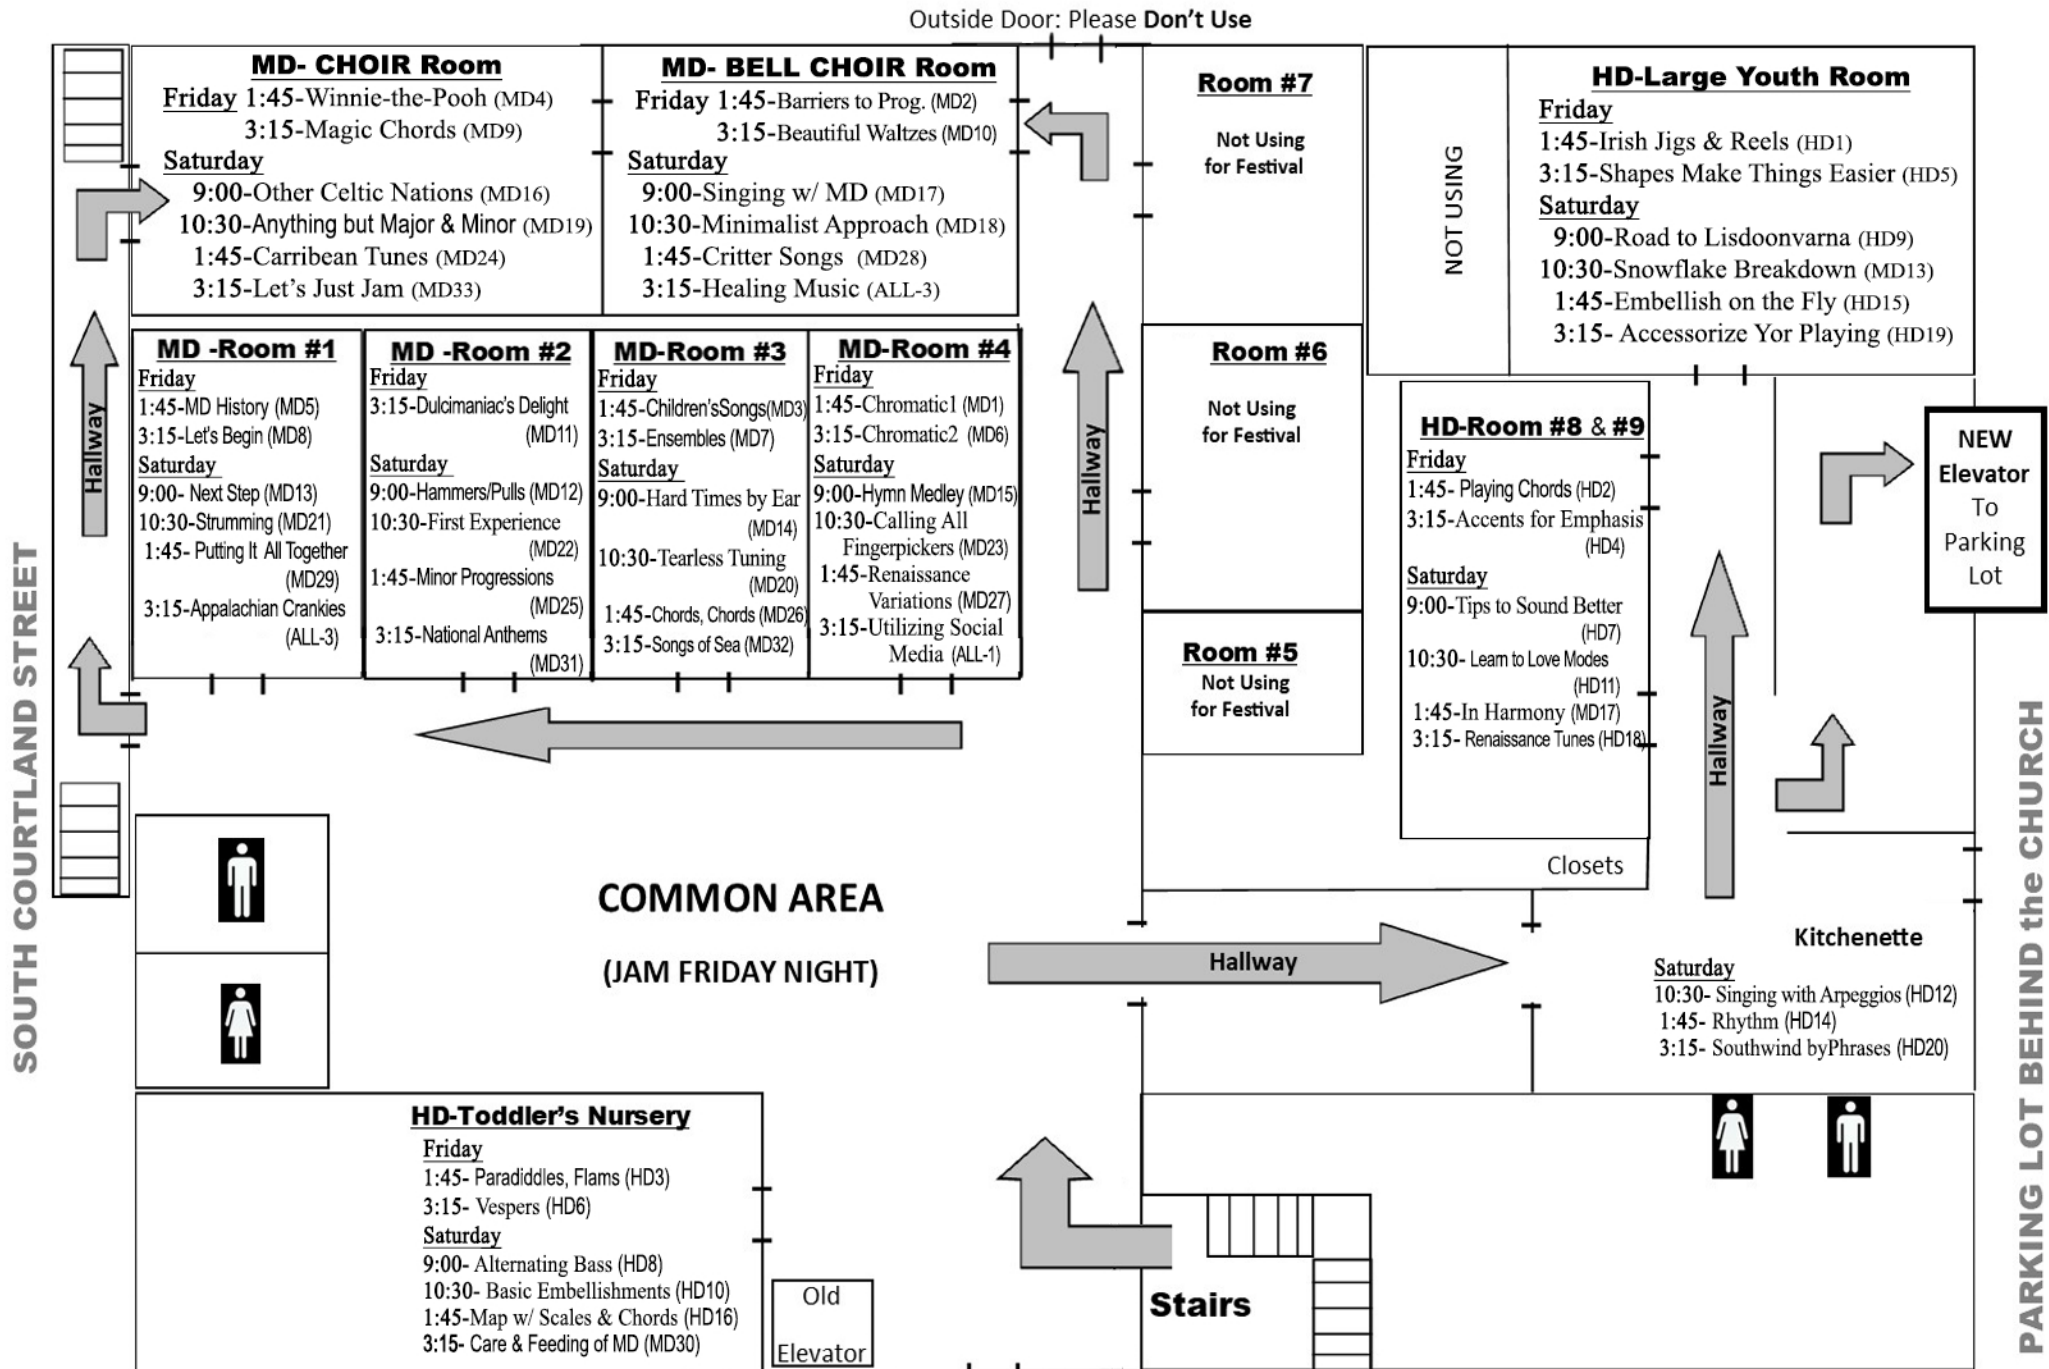 Outside Door: Please Don't Use
MD- CHOIR Room
Friday 1:45-Winnie-the-Pooh (MD4)
3:15-Magic Chords (MD9)
Saturday
9:00-Other Celtic Nations (MD16)
10:30-Anything but Major & Minor (MD19)
1:45-Carribean Tunes (MD24)
3:15-Let's Just Jam (MD33)
MD- BELL CHOIR Room
Friday 1:45-Barriers to Prog. (MD2)
3:15-Beautiful Waltzes (MD10)
Saturday
9:00-Singing w/ MD (MD17)
10:30-Minimalist Approach (MD18)
1:45-Critter Songs (MD28)
3:15-Healing Music (ALL-3)
Room #7
Not Using
for Festival
NOT USING
HD-Large Youth Room
Friday
1:45-Irish Jigs & Reels (HD1)
3:15-Shapes Make Things Easier (HD5)
Saturday
9:00-Road to Lisdoonvarna (HD9)
10:30-Snowflake Breakdown (MD13)
1:45-Embellish on the Fly (HD15)
3:15- Accessorize Yor Playing (HD19)
Hallway
MD -Room #1
Friday
1:45-MD History (MD5)
3:15-Let's Begin (MD8)
Saturday
9:00- Next Step (MD13)
10:30-Strumming (MD21)
1:45- Putting It All Together
(MD29)
3:15-Appalachian Crankies
(ALL-3)
MD -Room #2
Friday
3:15-Dulcimaniac's Delight
(MD11)
Saturday
9:00-Hammers/Pulls (MD12)
10:30-First Experience
(MD22)
1:45-Minor Progressions
(MD25)
3:15-National Anthems
(MD31)
MD-Room #3
Friday
1:45-Children'sSongs(MD3)
3:15-Ensembles (MD7)
Saturday
9:00-Hard Times by Ear
(MD14)
10:30-Tearless Tuning
(MD20)
1:45-Chords, Chords (MD26)
3:15-Songs of Sea (MD32)
MD-Room #4
Friday
1:45-Chromatic1 (MD1)
3:15-Chromatic2 (MD6)
Saturday
9:00-Hymn Medley (MD15)
10:30-Calling All
Fingerpickers (MD23)
1:45-Renaissance
Variations (MD27)
3:15-Utilizing Social
Media (ALL-1)
Hallway
Room #6
Not Using
for Festival
Room #5
Not Using
for Festival
HD-Room #8 & #9
Friday
1:45- Playing Chords (HD2)
3:15-Accents for Emphasis
(HD4)
Saturday
9:00-Tips to Sound Better
(HD7)
10:30- Learn to Love Modes
(HD11)
1:45-In Harmony (MD17)
3:15- Renaissance Tunes (HD18)
Closets
Hallway
NEW
Elevator
To
Parking
Lot
SOUTH COURTLAND STREET
COMMON AREA
(JAM FRIDAY NIGHT)
Hallway
Kitchenette
Saturday
10:30- Singing with Arpeggios (HD12)
1:45- Rhythm (HD14)
3:15- Southwind byPhrases (HD20)
PARKING LOT BEHIND the CHURCH
HD-Toddler's Nursery
Friday
1:45- Paradiddles, Flams (HD3)
3:15- Vespers (HD6)
Saturday
9:00- Alternating Bass (HD8)
10:30- Basic Embellishments (HD10)
1:45-Map w/ Scales & Chords (HD16)
3:15- Care & Feeding of MD (MD30)
Old
Elevator
Stairs